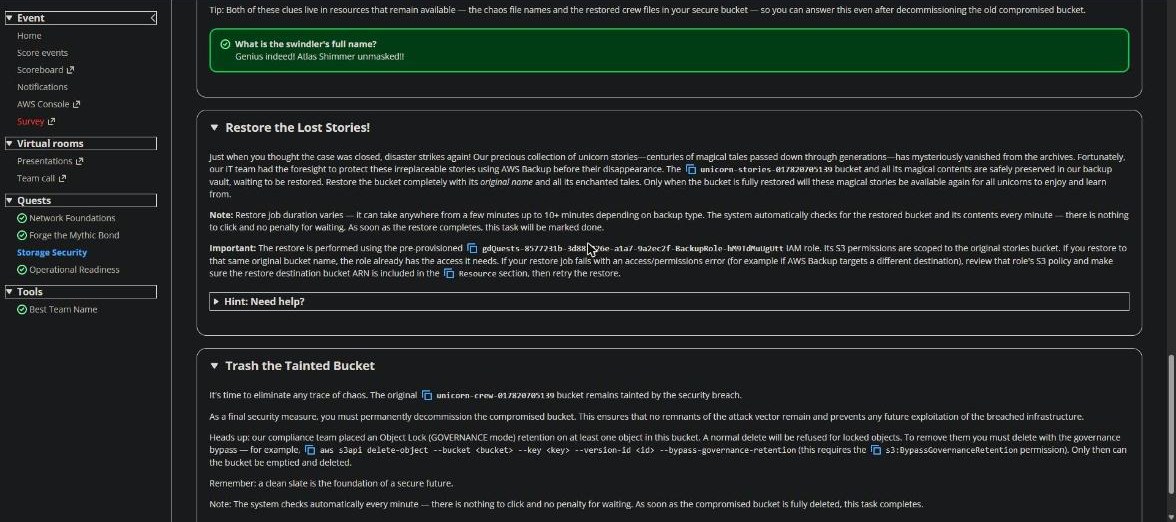 Event
Home
Score events
Scoreboard
Notifications
AWS Console
Survey
Virtual rooms
Presentations
Team call
Quests
Network Foundations
Forge the Mythic Bond
Storage Security
Operational Readiness
Tools
Best Team Name
Tip: Both of these clues live in resources that remain available — the chaos file names and the restored crew files in your secure bucket — so you can answer this even after decommissioning the old compromised bucket.
What is the swindler's full name?
Genius indeed! Atlas Shimmer unmasked!!
Restore the Lost Stories!
Just when you thought the case was closed, disaster strikes again! Our precious collection of unicorn stories—centuries of magical tales passed down through generations—has mysteriously vanished from the archives. Fortunately,
our IT team had the foresight to protect these irreplaceable stories using AWS Backup before their disappearance. The unicorn-stories-017820705139 bucket and all its magical contents are safely preserved in our backup
vault, waiting to be restored. Restore the bucket completely with its original name and all its enchanted tales. Only when the bucket is fully restored will these magical stories be available again for all unicorns to enjoy and learn
from.
Note: Restore job duration varies — it can take anywhere from a few minutes up to 10+ minutes depending on backup type. The system automatically checks for the restored bucket and its contents every minute — there is nothing
to click and no penalty for waiting. As soon as the restore completes, this task will be marked done.
Important: The restore is performed using the pre-provisioned IAM role. Its S3 permissions are scoped to the original stories bucket. If you restore to
that same original bucket name, the role already has the access it needs. If your restore job fails with an access/permissions error (for example if AWS Backup targets a different destination), review that role's S3 policy and make
sure the restore destination bucket ARN is included in the Resource section, then retry the restore.
Hint: Need help?
Trash the Tainted Bucket
It's time to eliminate any trace of chaos. The original unicorn-crew-017820705139 bucket remains tainted by the security breach.
As a final security measure, you must permanently decommission the compromised bucket. This ensures that no remnants of the attack vector remain and prevents any future exploitation of the breached infrastructure.
Heads up: our compliance team placed an Object Lock (GOVERNANCE mode) retention on at least one object in this bucket. A normal delete will be refused for locked objects. To remove them you must delete with the governance
bypass — for example, aws s3api delete-object --bucket <bucket> --key <key> --version-id <id> --bypass-governance-retention (this requires the s3:BypassGovernanceRetention permission). Only then can
the bucket be emptied and deleted.
Remember: a clean slate is the foundation of a secure future.
Note: The system checks automatically every minute — there is nothing to click and no penalty for waiting. As soon as the compromised bucket is fully deleted, this task completes.